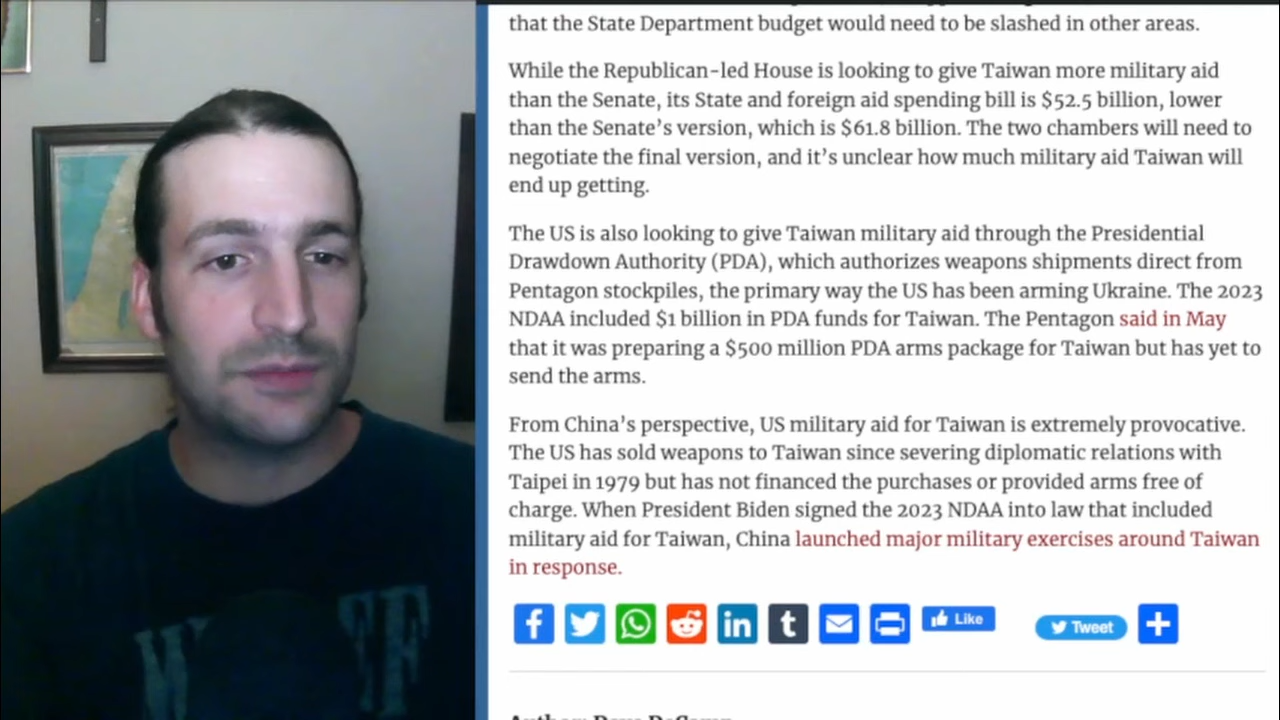 that the State Department budget would need to be slashed in other areas.
While the Republican-led House is looking to give Taiwan more military aid
than the Senate, its State and foreign aid spending bill is $52.5 billion, lower
than the Senate's version, which is $61.8 billion. The two chambers will need to
negotiate the final version, and it's unclear how much military aid Taiwan will
end up getting.
The US is also looking to give Taiwan military aid through the Presidential
Drawdown Authority (PDA), which authorizes weapons shipments direct from
Pentagon stockpiles, the primary way the US has been arming Ukraine. The 2023
NDAA included $1 billion in PDA funds for Taiwan. The Pentagon said in May
that it was preparing a $500 million PDA arms package for Taiwan but has yet to
send the arms.
From China's perspective, US military aid for Taiwan is extremely provocative.
The US has sold weapons to Taiwan since severing diplomatic relations with
Taipei in 1979 but has not financed the purchases or provided arms free of
charge. When President Biden signed the 2023 NDAA into law that included
military aid for Taiwan, China launched major military exercises around Taiwan
in response.
Like
Tweet